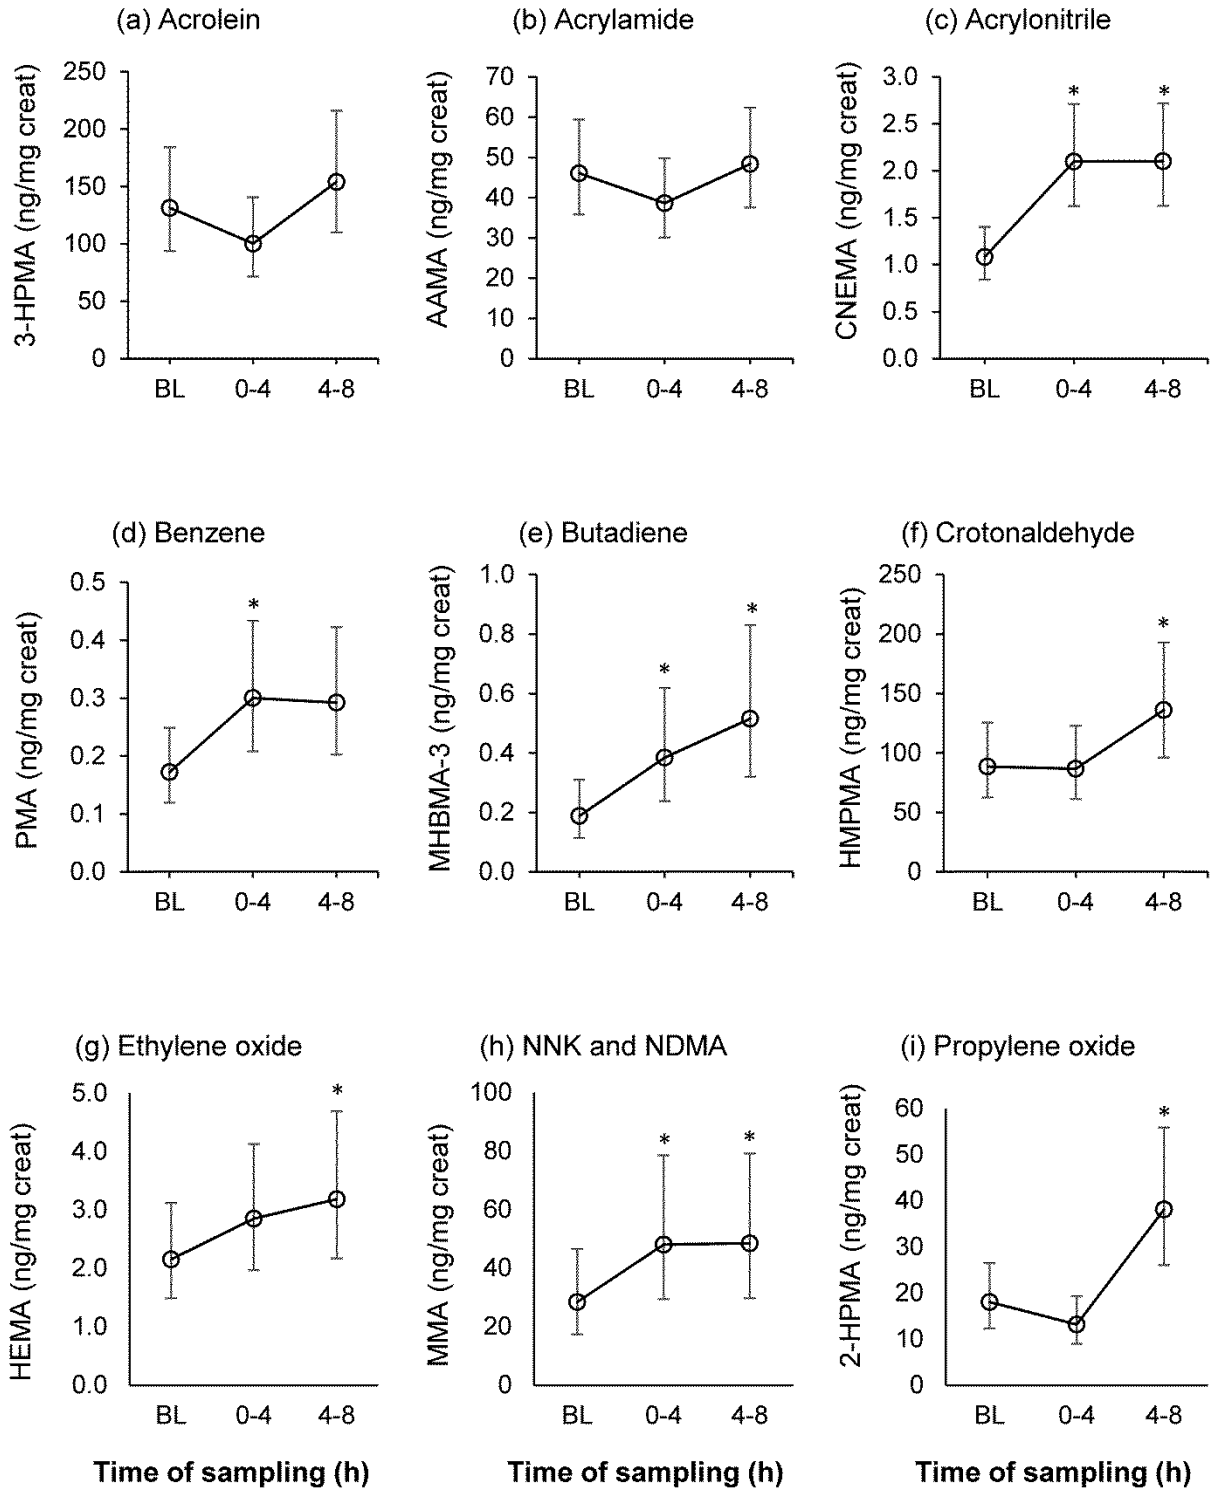 (a) Acrolein
3-HPMA (ng/mg creat)
250
200
150
100
50
0
BL 0-4 4-8
(b) Acrylamide
AAMA (ng/mg creat)
70
60
50
40
30
20
10
0
BL 0-4 4-8
(c) Acrylonitrile
CNEMA (ng/mg creat)
3.0
2.5
2.0
1.5
1.0
0.5
0.0
* *
BL 0-4 4-8
(d) Benzene
PMA (ng/mg creat)
0.5
0.4
0.3
0.2
0.1
0.0
*
BL 0-4 4-8
(e) Butadiene
MHBMA-3 (ng/mg creat)
1.0
0.8
0.6
0.4
0.2
0.0
* *
BL 0-4 4-8
(f) Crotonaldehyde
HMPMA (ng/mg creat)
250
200
150
100
50
0
*
BL 0-4 4-8
(g) Ethylene oxide
HEMA (ng/mg creat)
5.0
4.0
3.0
2.0
1.0
0.0
*
BL 0-4 4-8
Time of sampling (h)
(h) NNK and NDMA
MMA (ng/mg creat)
100
80
60
40
20
0
* *
BL 0-4 4-8
Time of sampling (h)
(i) Propylene oxide
2-HPMA (ng/mg creat)
60
50
40
30
20
10
0
*
BL 0-4 4-8
Time of sampling (h)